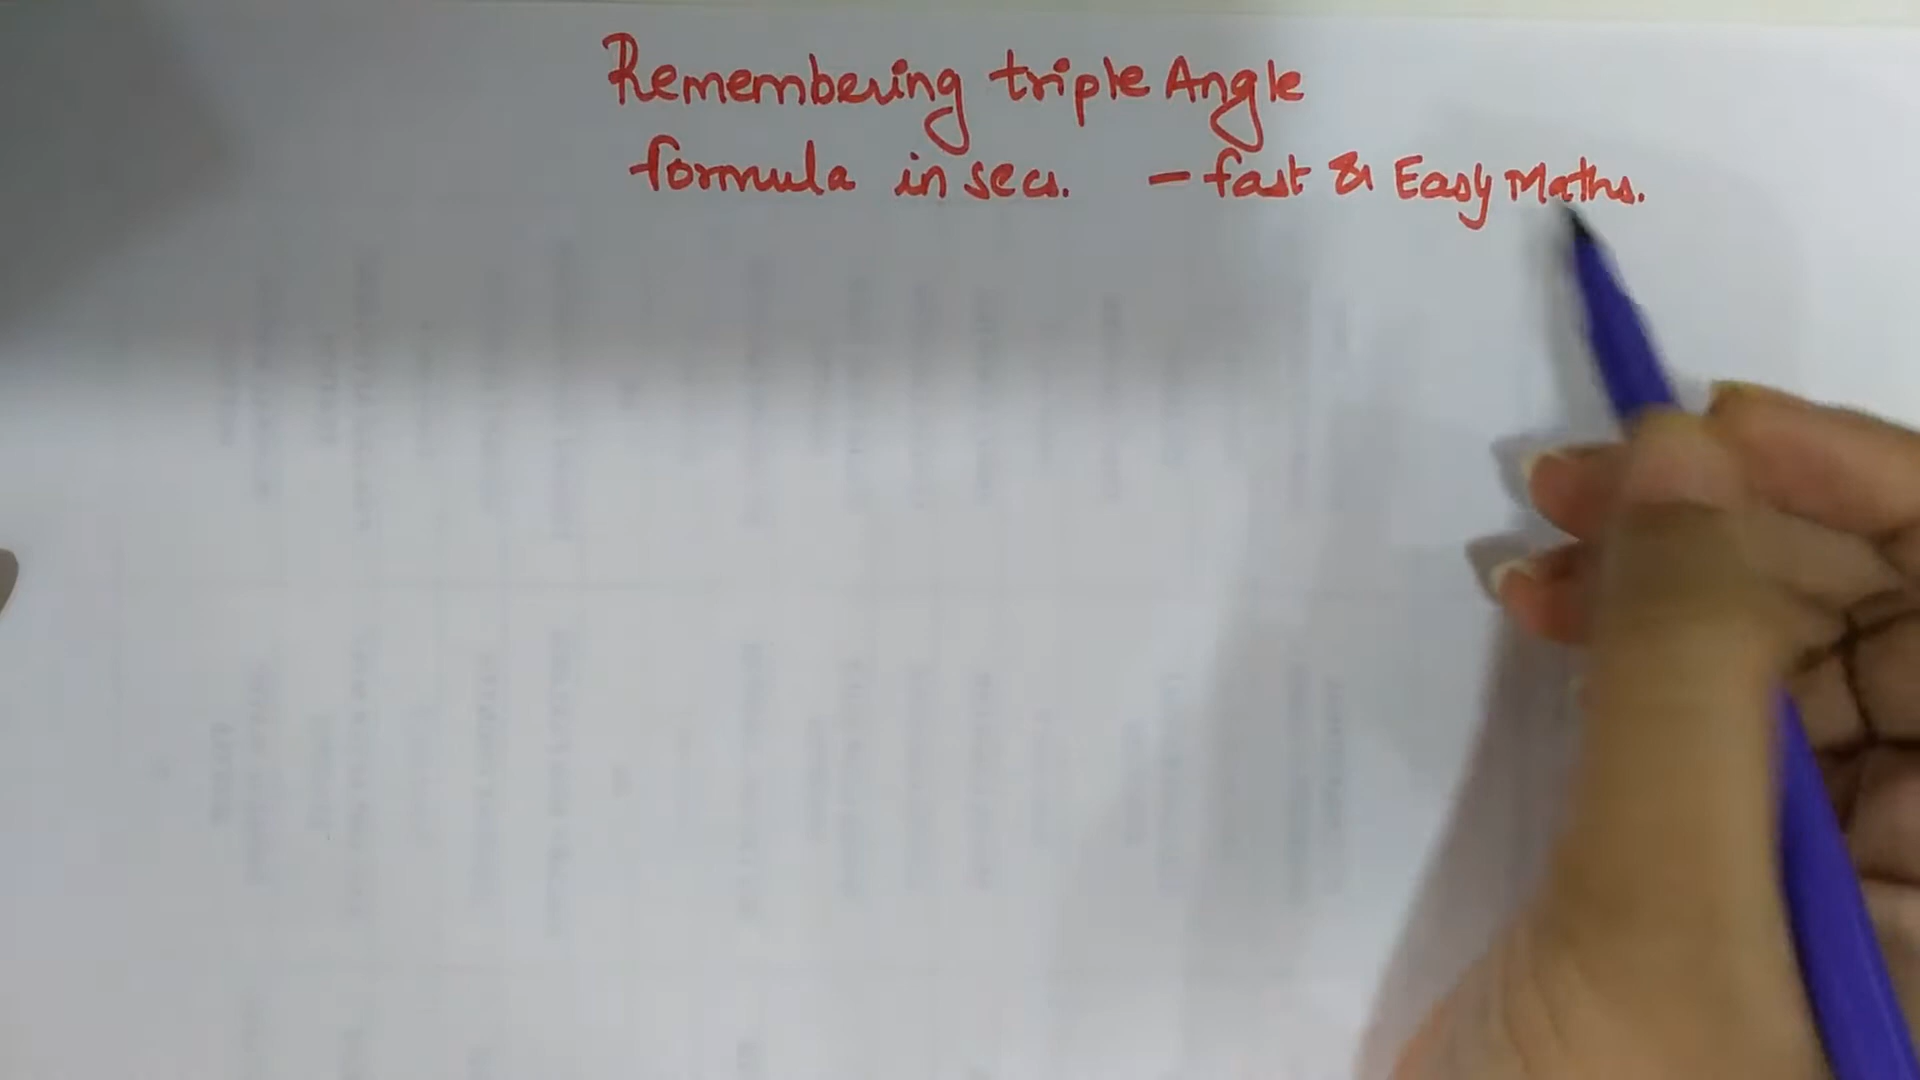 Remembering triple Angle
formula in secs. - fast & Easy Maths.